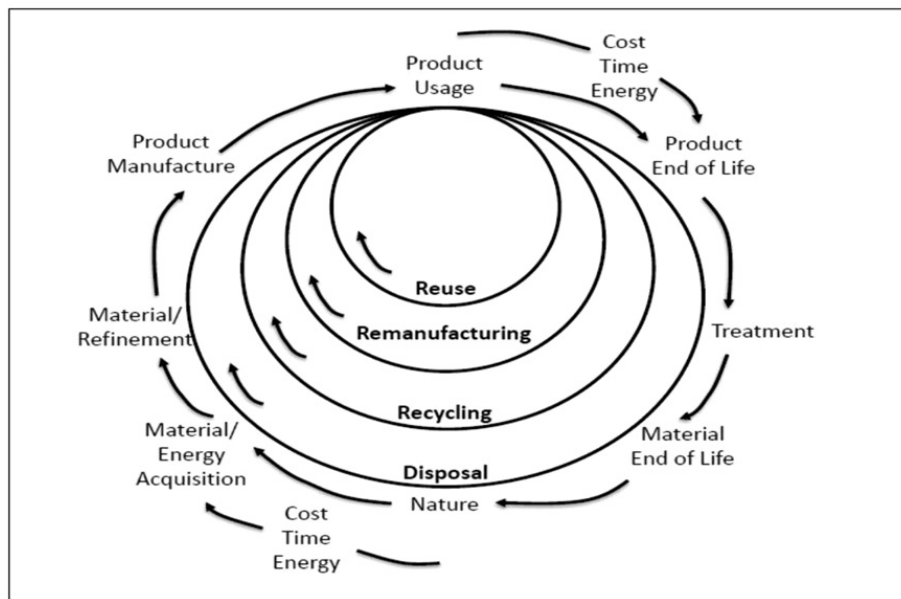 Product
Usage
Cost
Time
Energy
Product
Manufacture
Product
End of Life
Reuse
Material/
Refinement
Remanufacturing
Treatment
Recycling
Material/
Energy
Acquisition
Material
End of Life
Disposal
Nature
Cost
Time
Energy